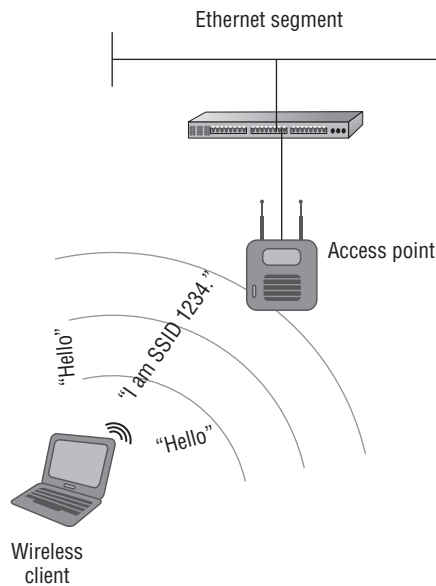 Ethernet segment
Access point
“I am SSID 1234.”
“Hello”
“Hello”
Wireless
client